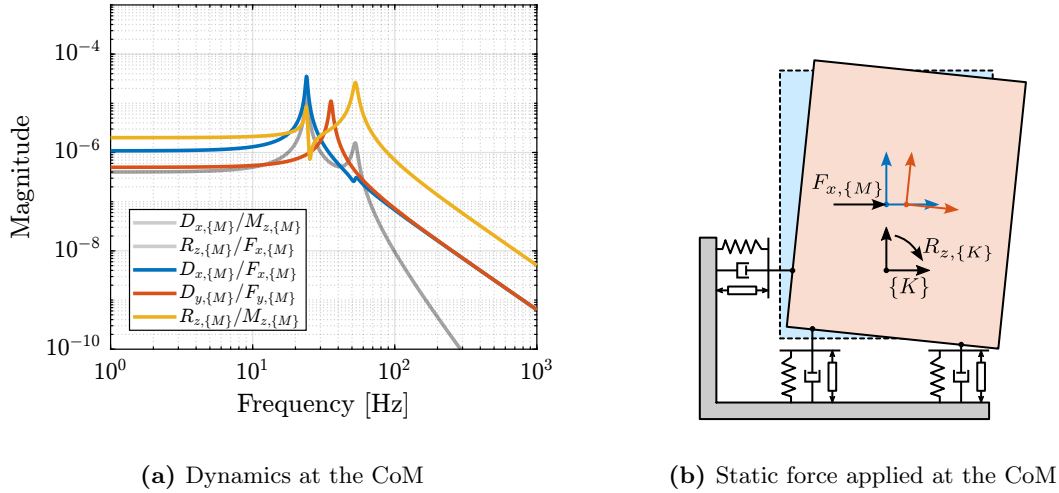 Magnitude
10^{-4}
10^{-6}
10^{-8}
10^{-10}
D_{x,{M}}/M_{z,{M}}
R_{z,{M}}/F_{x,{M}}
D_{x,{M}}/F_{x,{M}}
D_{y,{M}}/F_{y,{M}}
R_{z,{M}}/M_{z,{M}}
10^0 10^1 10^2 10^3
Frequency [Hz]
(a) Dynamics at the CoM
F_{x,{M}}
R_{z,{K}}
{K}
(b) Static force applied at the CoM